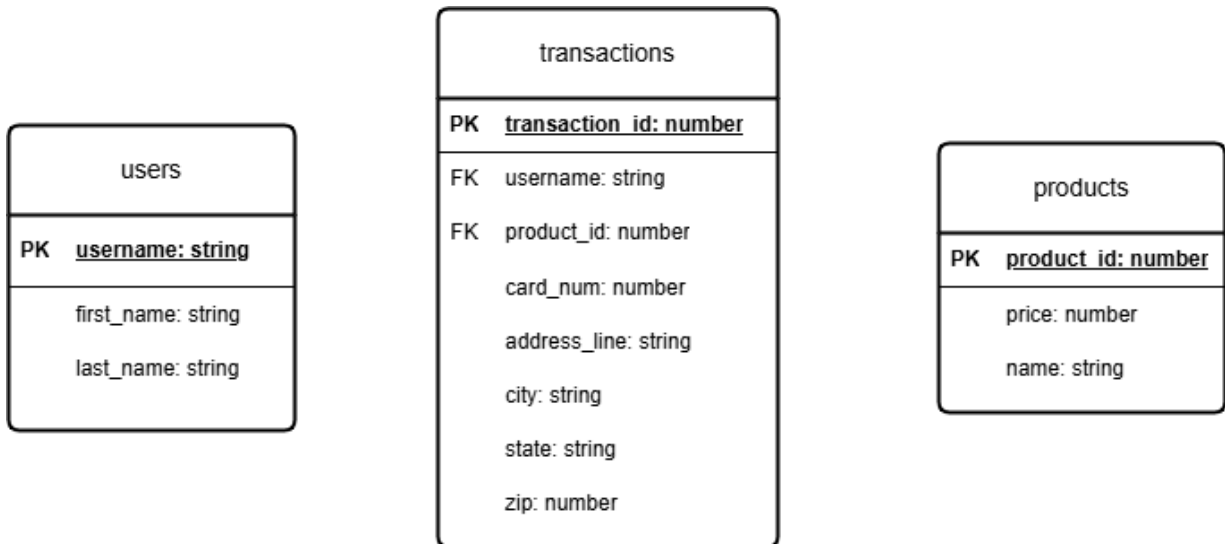 users
PK username: string
first_name: string
last_name: string
transactions
PK transaction_id: number
FK username: string
FK product_id: number
card_num: number
address_line: string
city: string
state: string
zip: number
products
PK product_id: number
price: number
name: string